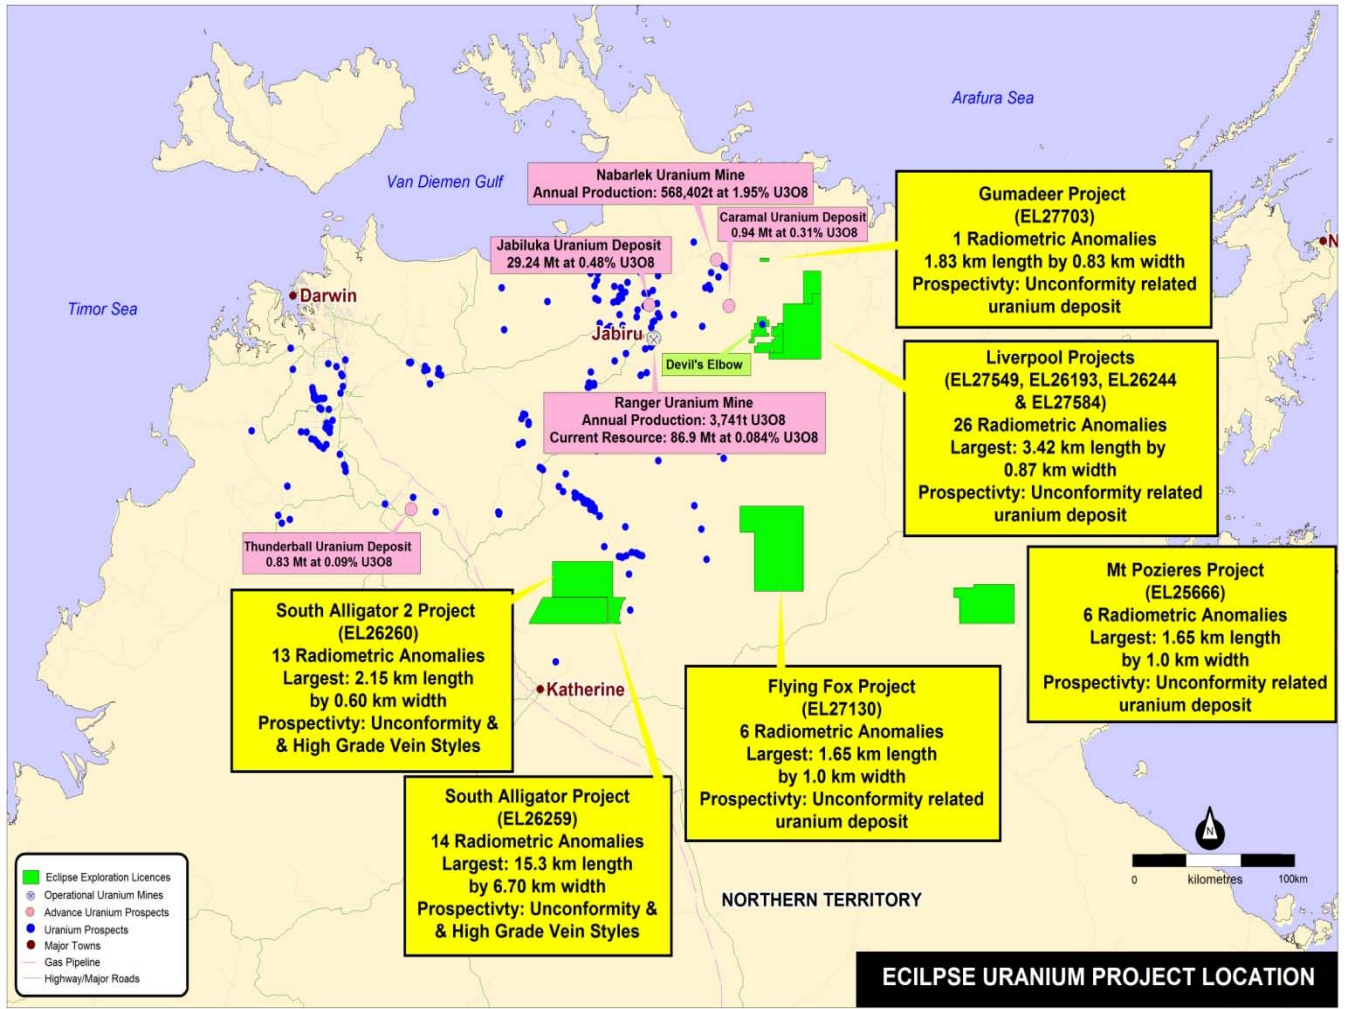 Arafura Sea
Van Diemen Gulf
Timor Sea
Nabarlek Uranium Mine
Annual Production: 568,402t at 1.95% U3O8
Caramal Uranium Deposit
0.94 Mt at 0.31% U3O8
Jabiluka Uranium Deposit
29.24 Mt at 0.48% U3O8
Gumadeer Project
(EL27703)
1 Radiometric Anomalies
1.83 km length by 0.83 km width
Prospectivty: Unconformity related
uranium deposit
N
Darwin
Jabiru
Devil's Elbow
Liverpool Projects
(EL27549, EL26193, EL26244
& EL27584)
26 Radiometric Anomalies
Largest: 3.42 km length by
0.87 km width
Prospectivty: Unconformity related
uranium deposit
Ranger Uranium Mine
Annual Production: 3,741t U3O8
Current Resource: 86.9 Mt at 0.084% U3O8
Thunderball Uranium Deposit
0.83 Mt at 0.09% U3O8
Mt Pozieres Project
(EL25666)
6 Radiometric Anomalies
Largest: 1.65 km length
by 1.0 km width
Prospectivty: Unconformity related
uranium deposit
South Alligator 2 Project
(EL26260)
13 Radiometric Anomalies
Largest: 2.15 km length
by 0.60 km width
Prospectivty: Unconformity &
& High Grade Vein Styles
Katherine
Flying Fox Project
(EL27130)
6 Radiometric Anomalies
Largest: 1.65 km length
by 1.0 km width
Prospectivty: Unconformity related
uranium deposit
South Alligator Project
(EL26259)
14 Radiometric Anomalies
Largest: 15.3 km length
by 6.70 km width
Prospectivty: Unconformity &
& High Grade Vein Styles
N
0 kilometres 100km
NORTHERN TERRITORY
Eclipse Exploration Licences
Operational Uranium Mines
Advance Uranium Prospects
Uranium Prospects
Major Towns
Gas Pipeline
Highway/Major Roads
ECILPSE URANIUM PROJECT LOCATION